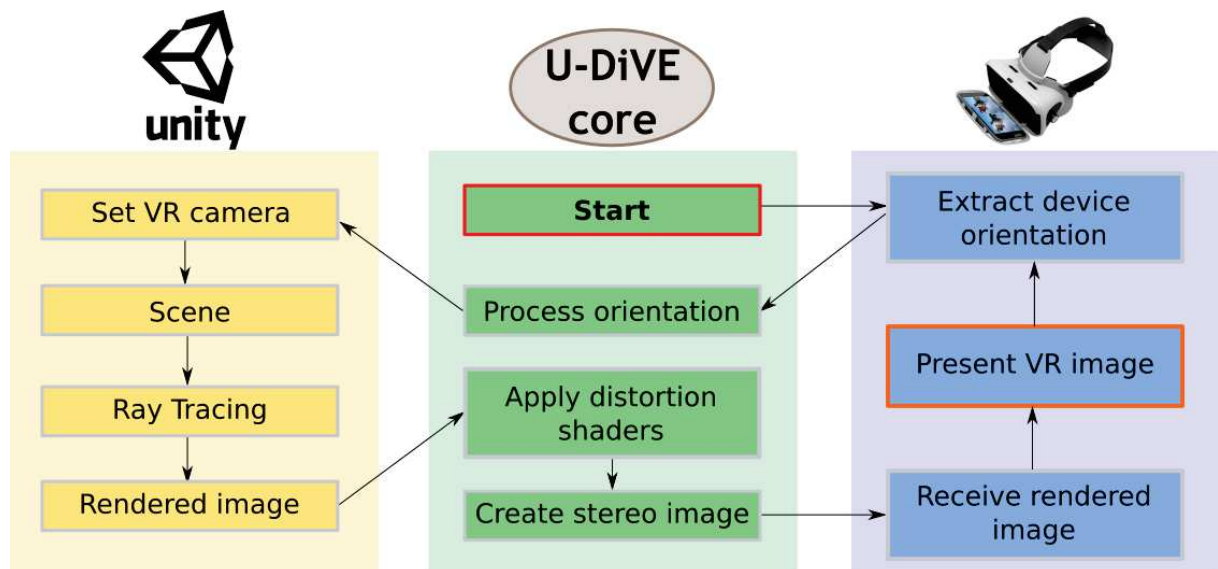 unity
Set VR camera
Scene
Ray Tracing
Rendered image
U-DiVE
core
Start
Process orientation
Apply distortion
shaders
Create stereo image
Extract device
orientation
Present VR image
Receive rendered
image